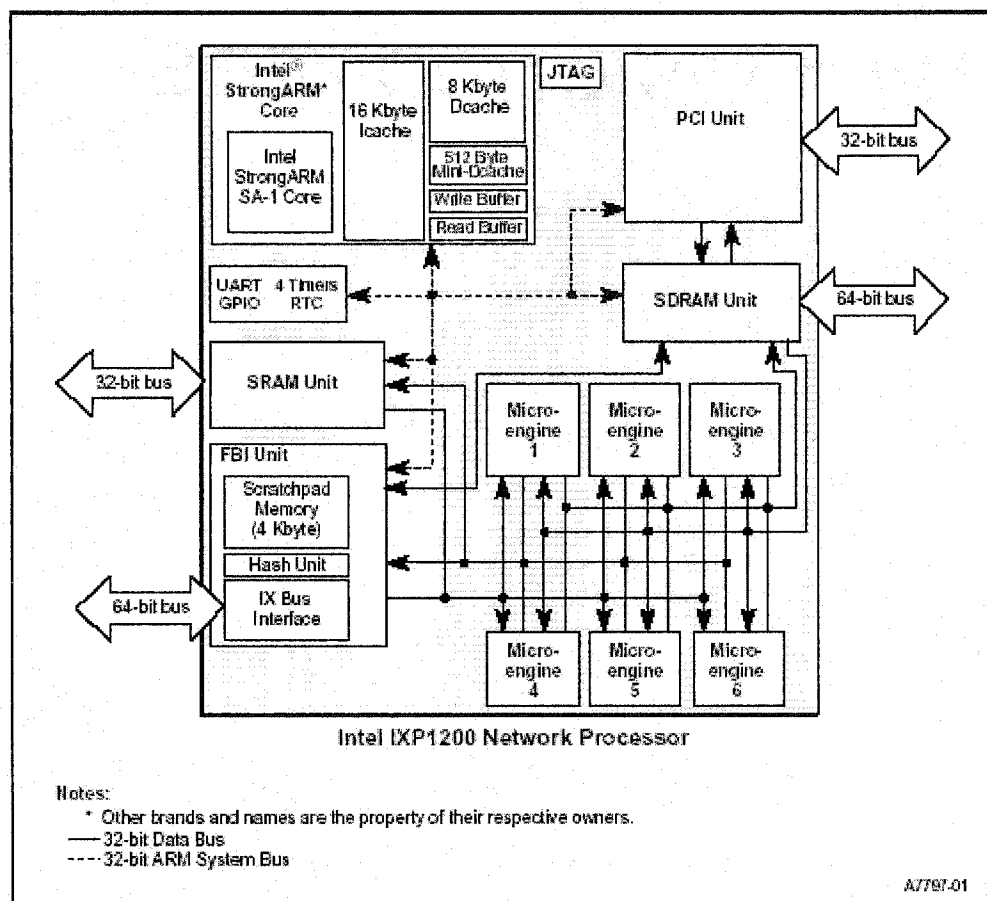 Intel®
StrongARM*
Core
Intel
StrongARM
SA-1 Core
16 Kbyte
Icache
8 Kbyte
Dcache
512 Byte
Mini-Dcache
Write Buffer
Read Buffer
JTAG
PCI Unit
32-bit bus
UART 4 Timers
GPIO RTC
SDRAM Unit
64-bit bus
32-bit bus
SRAM Unit
FBI Unit
Scratchpad
Memory
(4 Kbyte)
Hash Unit
64-bit bus
IX Bus
Interface
Micro-
engine
1
Micro-
engine
2
Micro-
engine
3
Micro-
engine
4
Micro-
engine
5
Micro-
engine
6
Intel IXP1200 Network Processor
Notes:
* Other brands and names are the property of their respective owners.
32-bit Data Bus
32-bit ARM System Bus
A7797-01